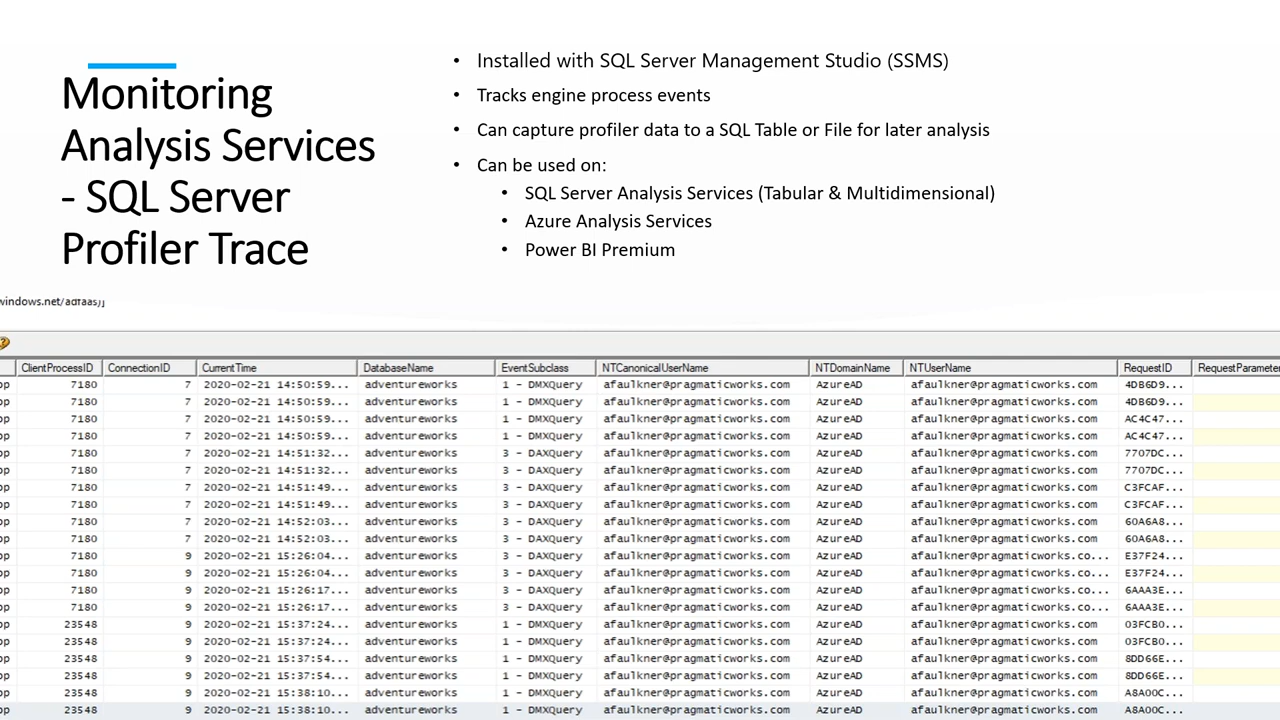 Monitoring
Analysis Services
- SQL Server
Profiler Trace
• Installed with SQL Server Management Studio (SSMS)
• Tracks engine process events
• Can capture profiler data to a SQL Table or File for later analysis
• Can be used on:
• SQL Server Analysis Services (Tabular & Multidimensional)
• Azure Analysis Services
• Power BI Premium
windows.net/adfaas)]
ClientProcessID ConnectionID CurrentTime DatabaseName EventSubclass NTCanonicalUserName NTDomainName NTUserName RequestID RequestParameter
pp 7180 7 2020-02-21 14:50:59... adventureworks 1 - DMXQuery afaulkner@pragmaticworks.com AzureAD afaulkner@pragmaticworks.com 4DB6D9...
pp 7180 7 2020-02-21 14:50:59... adventureworks 1 - DMXQuery afaulkner@pragmaticworks.com AzureAD afaulkner@pragmaticworks.com 4DB6D9...
pp 7180 7 2020-02-21 14:50:59... adventureworks 1 - DMXQuery afaulkner@pragmaticworks.com AzureAD afaulkner@pragmaticworks.com AC4C47...
pp 7180 7 2020-02-21 14:50:59... adventureworks 1 - DMXQuery afaulkner@pragmaticworks.com AzureAD afaulkner@pragmaticworks.com AC4C47...
pp 7180 7 2020-02-21 14:51:32... adventureworks 3 - DAXQuery afaulkner@pragmaticworks.com AzureAD afaulkner@pragmaticworks.com 7707DC...
pp 7180 7 2020-02-21 14:51:32... adventureworks 3 - DAXQuery afaulkner@pragmaticworks.com AzureAD afaulkner@pragmaticworks.com 7707DC...
pp 7180 7 2020-02-21 14:51:49... adventureworks 3 - DAXQuery afaulkner@pragmaticworks.com AzureAD afaulkner@pragmaticworks.com C3FCAF...
pp 7180 7 2020-02-21 14:51:49... adventureworks 3 - DAXQuery afaulkner@pragmaticworks.com AzureAD afaulkner@pragmaticworks.com C3FCAF...
pp 7180 7 2020-02-21 14:52:03... adventureworks 3 - DAXQuery afaulkner@pragmaticworks.com AzureAD afaulkner@pragmaticworks.com 60A6A8...
pp 7180 7 2020-02-21 14:52:03... adventureworks 3 - DAXQuery afaulkner@pragmaticworks.com AzureAD afaulkner@pragmaticworks.com 60A6A8...
pp 7180 9 2020-02-21 15:26:04... adventureworks 3 - DAXQuery afaulkner@pragmaticworks.com AzureAD afaulkner@pragmaticworks.co... E37F24...
pp 7180 9 2020-02-21 15:26:04... adventureworks 3 - DAXQuery afaulkner@pragmaticworks.com AzureAD afaulkner@pragmaticworks.co... E37F24...
pp 7180 9 2020-02-21 15:26:17... adventureworks 3 - DAXQuery afaulkner@pragmaticworks.com AzureAD afaulkner@pragmaticworks.co... 6AAA3E...
pp 7180 9 2020-02-21 15:26:17... adventureworks 3 - DAXQuery afaulkner@pragmaticworks.com AzureAD afaulkner@pragmaticworks.co... 6AAA3E...
pp 23548 9 2020-02-21 15:37:24... adventureworks 1 - DMXQuery afaulkner@pragmaticworks.com AzureAD afaulkner@pragmaticworks.com 03FCB0...
pp 23548 9 2020-02-21 15:37:24... adventureworks 1 - DMXQuery afaulkner@pragmaticworks.com AzureAD afaulkner@pragmaticworks.com 03FCB0...
pp 23548 9 2020-02-21 15:37:54... adventureworks 1 - DMXQuery afaulkner@pragmaticworks.com AzureAD afaulkner@pragmaticworks.com 8DD66E...
pp 23548 9 2020-02-21 15:37:54... adventureworks 1 - DMXQuery afaulkner@pragmaticworks.com AzureAD afaulkner@pragmaticworks.com 8DD66E...
pp 23548 9 2020-02-21 15:38:10... adventureworks 1 - DMXQuery afaulkner@pragmaticworks.com AzureAD afaulkner@pragmaticworks.com A8A00C...
pp 23548 9 2020-02-21 15:38:10... adventureworks 1 - DMXQuery afaulkner@pragmaticworks.com AzureAD afaulkner@pragmaticworks.com A8A00C...